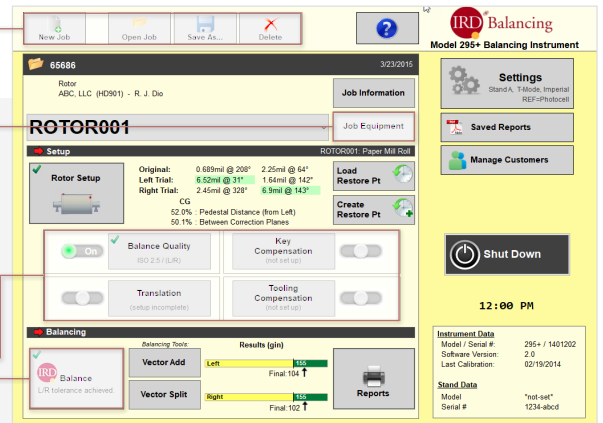 New Job
Open Job
Save As...
Delete
?
IRD Balancing
Model 295+ Balancing Instrument
65686
3/23/2015
Rotor
ABC, LLC (HD901) - R. J. Dio
Job Information
ROTOR001
Job Equipment
Settings
Stand A, T-Mode, Imperial
REF=Photocell
Saved Reports
Manage Customers
Setup
ROTOR001: Paper Mill Roll
Rotor Setup
Original: 0.689mil @ 208° 2.25mil @ 64°
Left Trial: 6.52mil @ 31° 1.64mil @ 142°
Right Trial: 2.45mil @ 328° 6.9mil @ 143°
CG
52.0% : Pedestal Distance (from Left)
50.1% : Between Correction Planes
Load
Restore Pt
Create
Restore Pt
On
Balance Quality
ISO 2.5 / (L/R)
Key
Compensation
(not set up)
Translation
(setup incomplete)
Tooling
Compensation
(not set up)
Shut Down
12:00 PM
Balancing
IRD
Balance
L/R tolerance achieved.
Balancing Tools:
Vector Add
Vector Split
Results (gin)
Left 155
Final:104
Right 155
Final:102
Reports
Instrument Data
Model / Serial #: 295+ / 1401202
Software Version: 2.0
Last Calibration: 02/19/2014
Stand Data
Model "not-set"
Serial # 1234-abcd